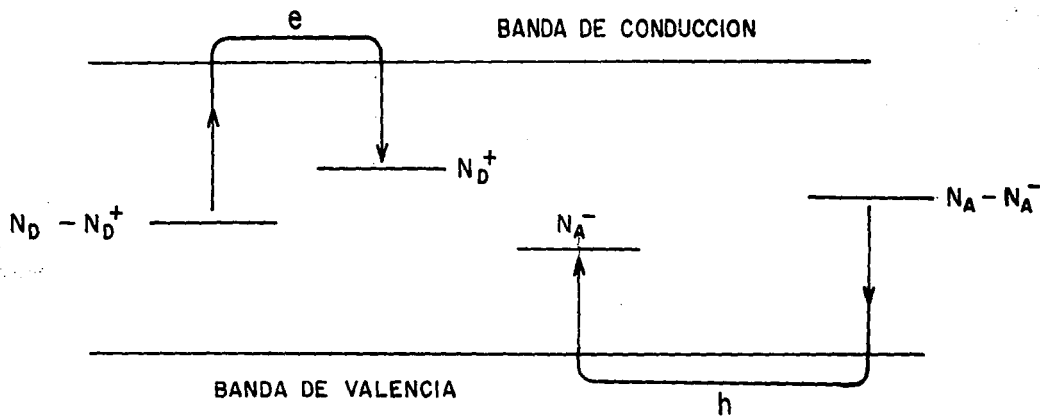 e
BANDA DE CONDUCCION
N_D^+
N_D - N_D^+
N_A - N_A^-
N_A^-
BANDA DE VALENCIA
h